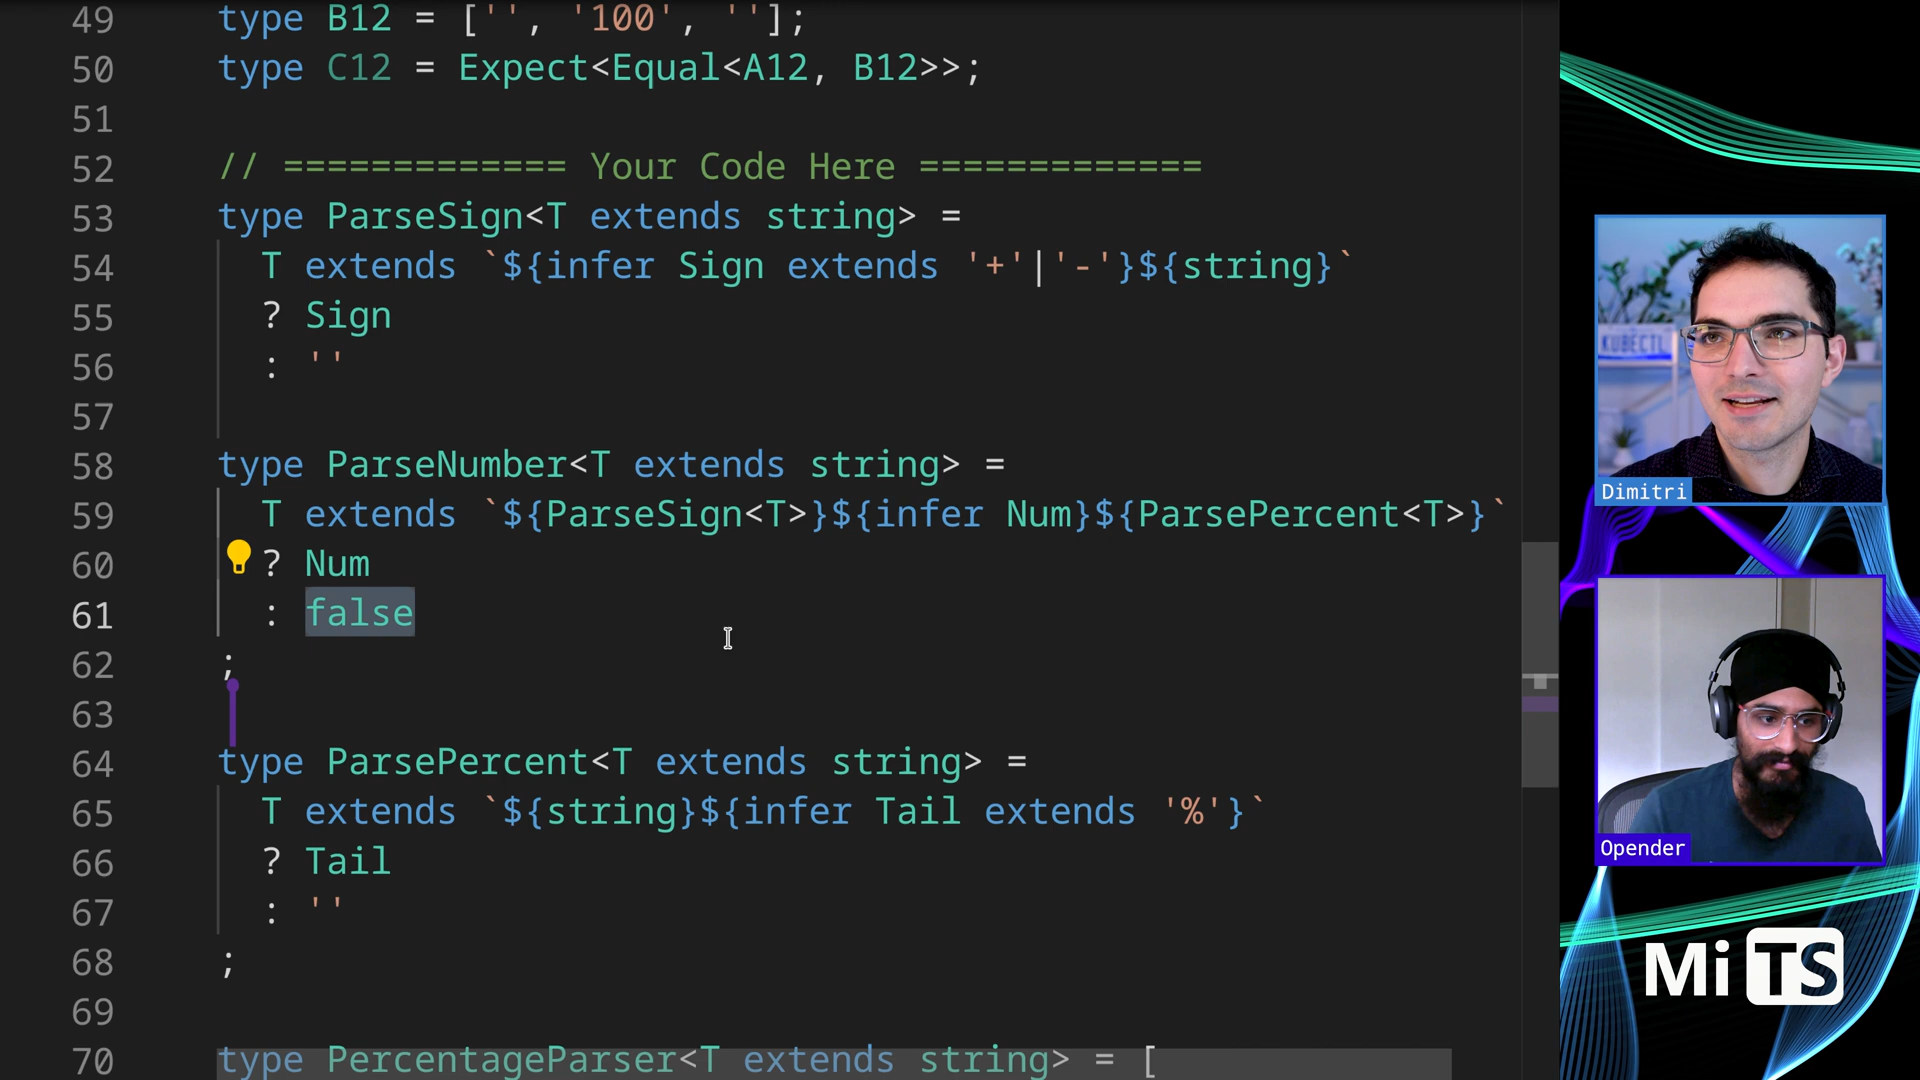 49 type B12 = ['', '100', ''];
50 type C12 = Expect<Equal<A12, B12>>;
51
52 // ============= Your Code Here =============
53 type ParseSign<T extends string> =
54 T extends `${infer Sign extends '+'|'-'}${string}`
55 ? Sign
56 : ''
57
58 type ParseNumber<T extends string> =
59 T extends `${ParseSign<T>}${infer Num}${ParsePercent<T>}`
60 ? Num
61 : false
62 ;
63
64 type ParsePercent<T extends string> =
65 T extends `${string}${infer Tail extends '%'}`
66 ? Tail
67 : ''
68 ;
69
70 type PercentageParser<T extends string> = [
KUBECTL
Dimitri
Opender
MiTS